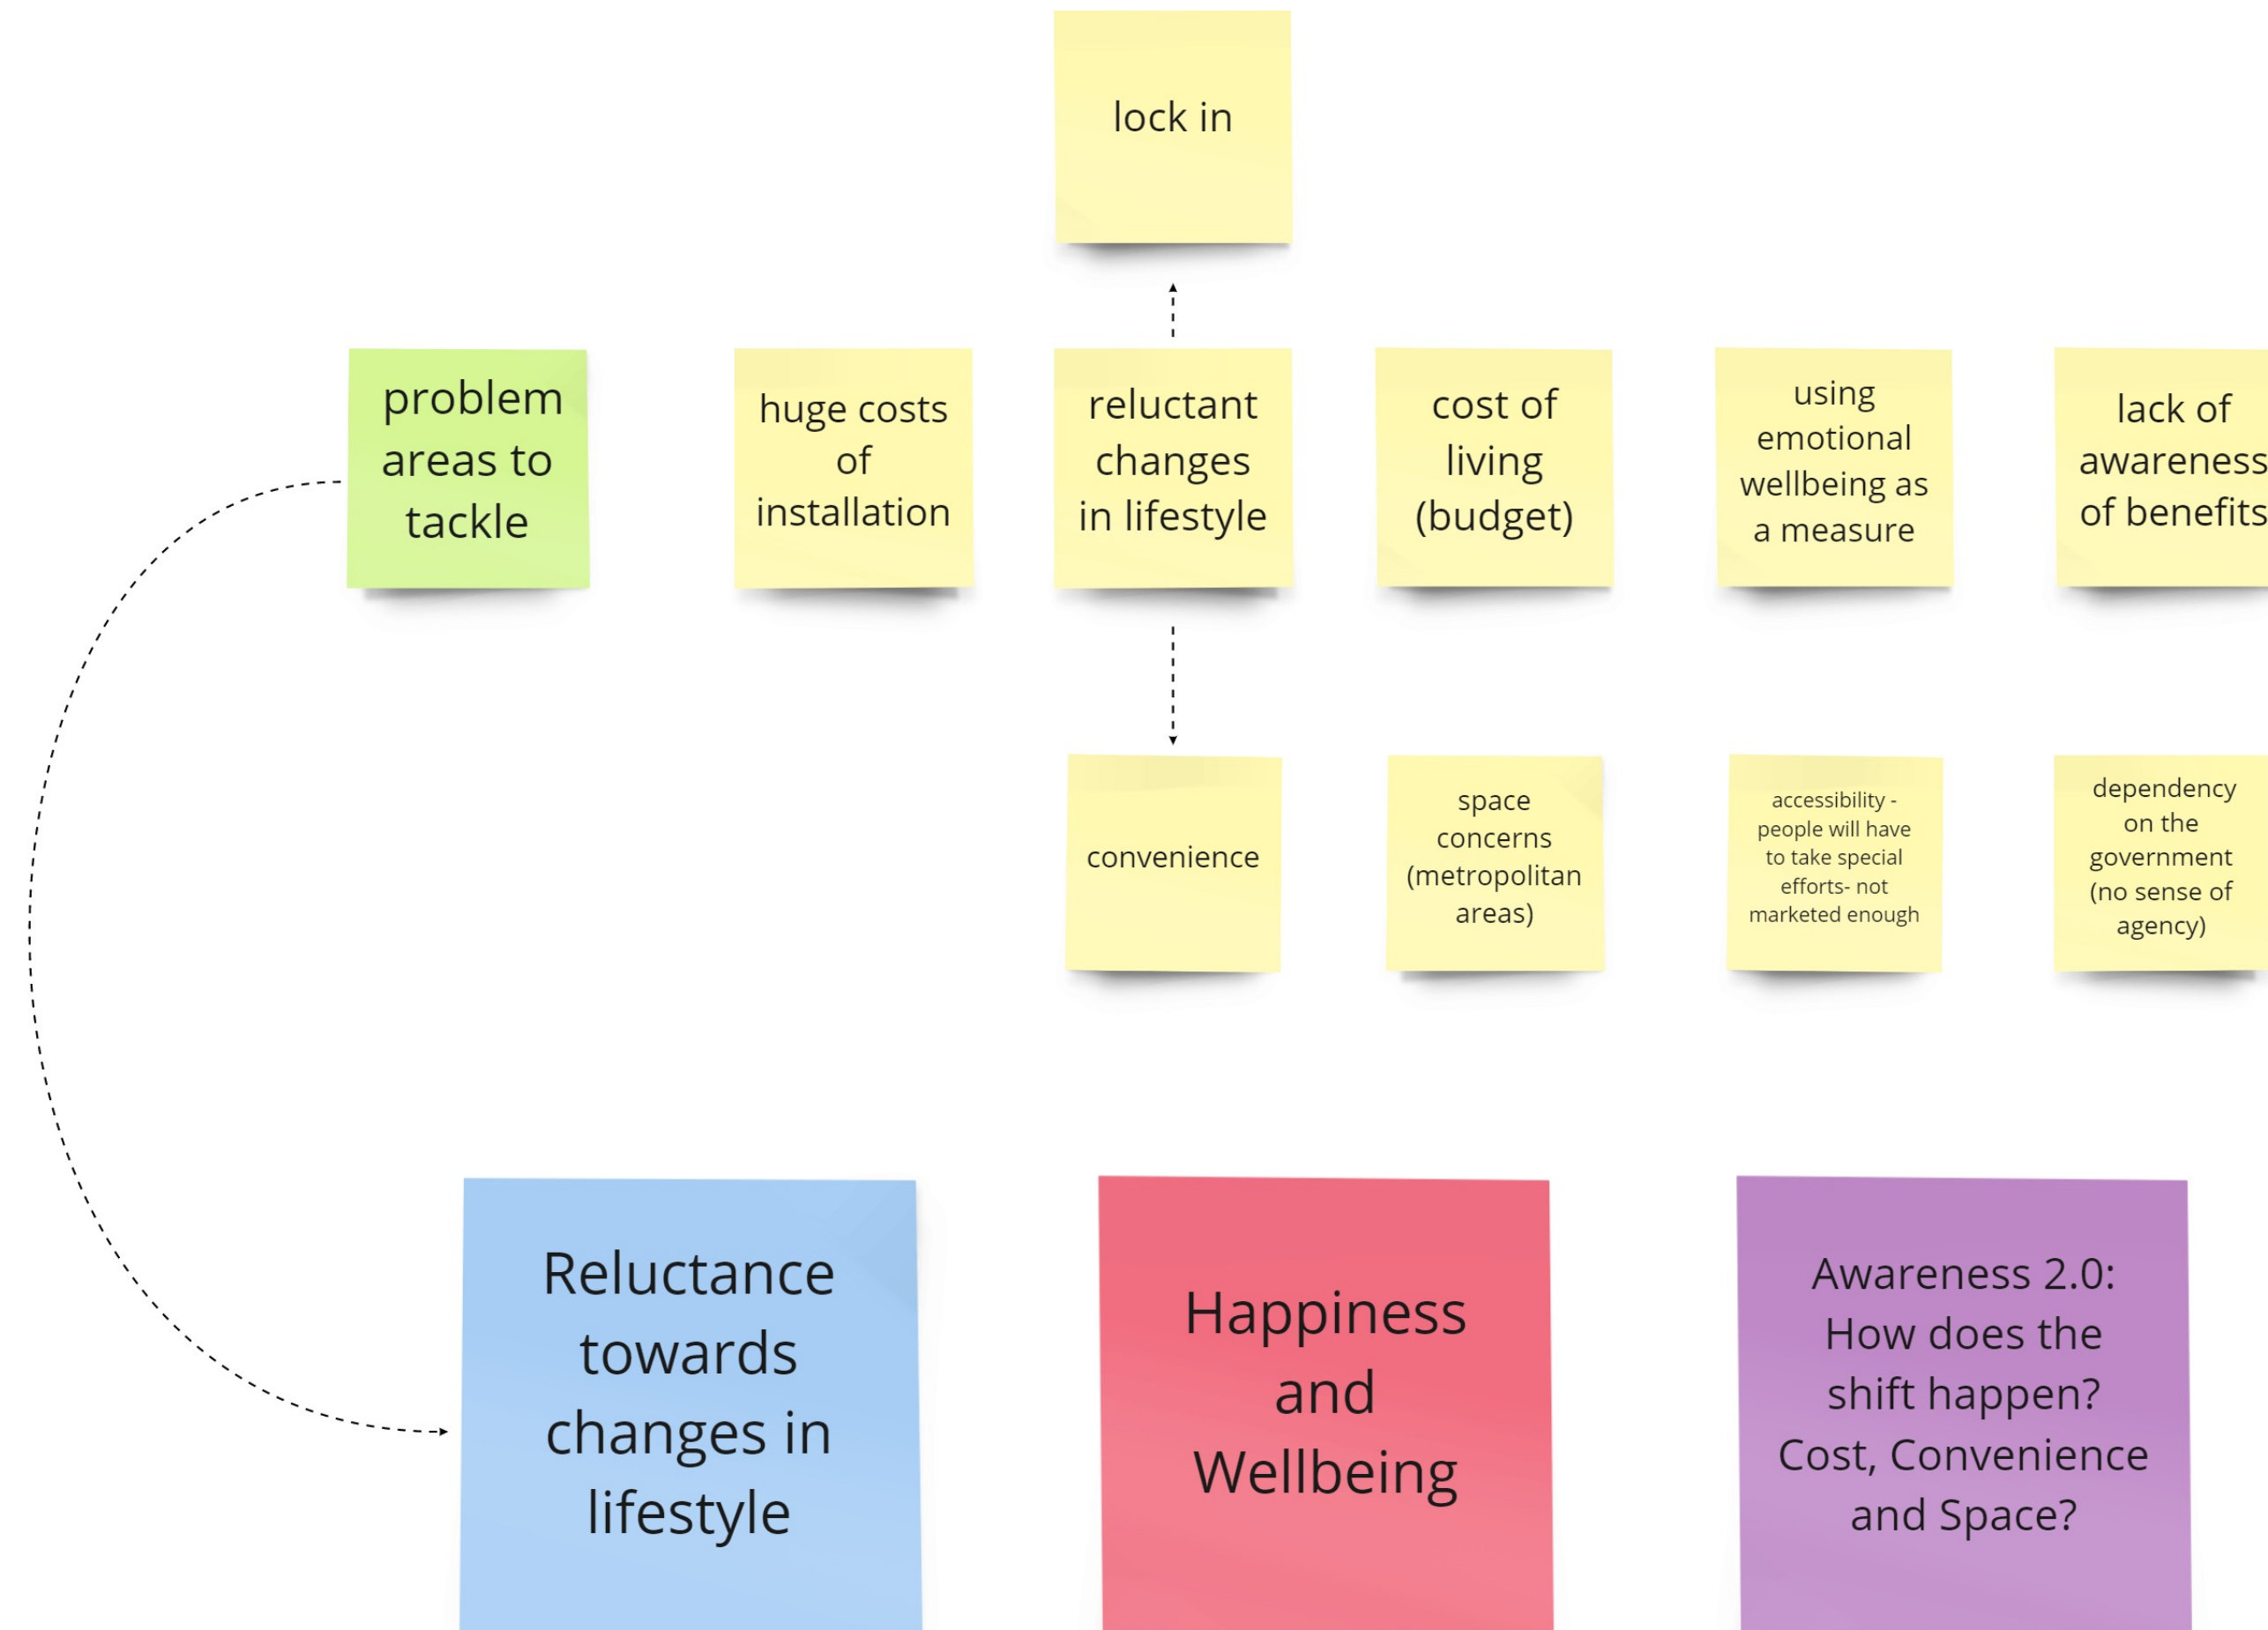 lock in
problem
areas to
tackle
huge costs
of
installation
reluctant
changes
in lifestyle
cost of
living
(budget)
using
emotional
wellbeing as
a measure
lack of
awareness
of benefits
convenience
space
concerns
(metropolitan
areas)
accessibility -
people will have
to take special
efforts- not
marketed enough
dependency
on the
government
(no sense of
agency)
Reluctance
towards
changes in
lifestyle
Happiness
and
Wellbeing
Awareness 2.0:
How does the
shift happen?
Cost, Convenience
and Space?